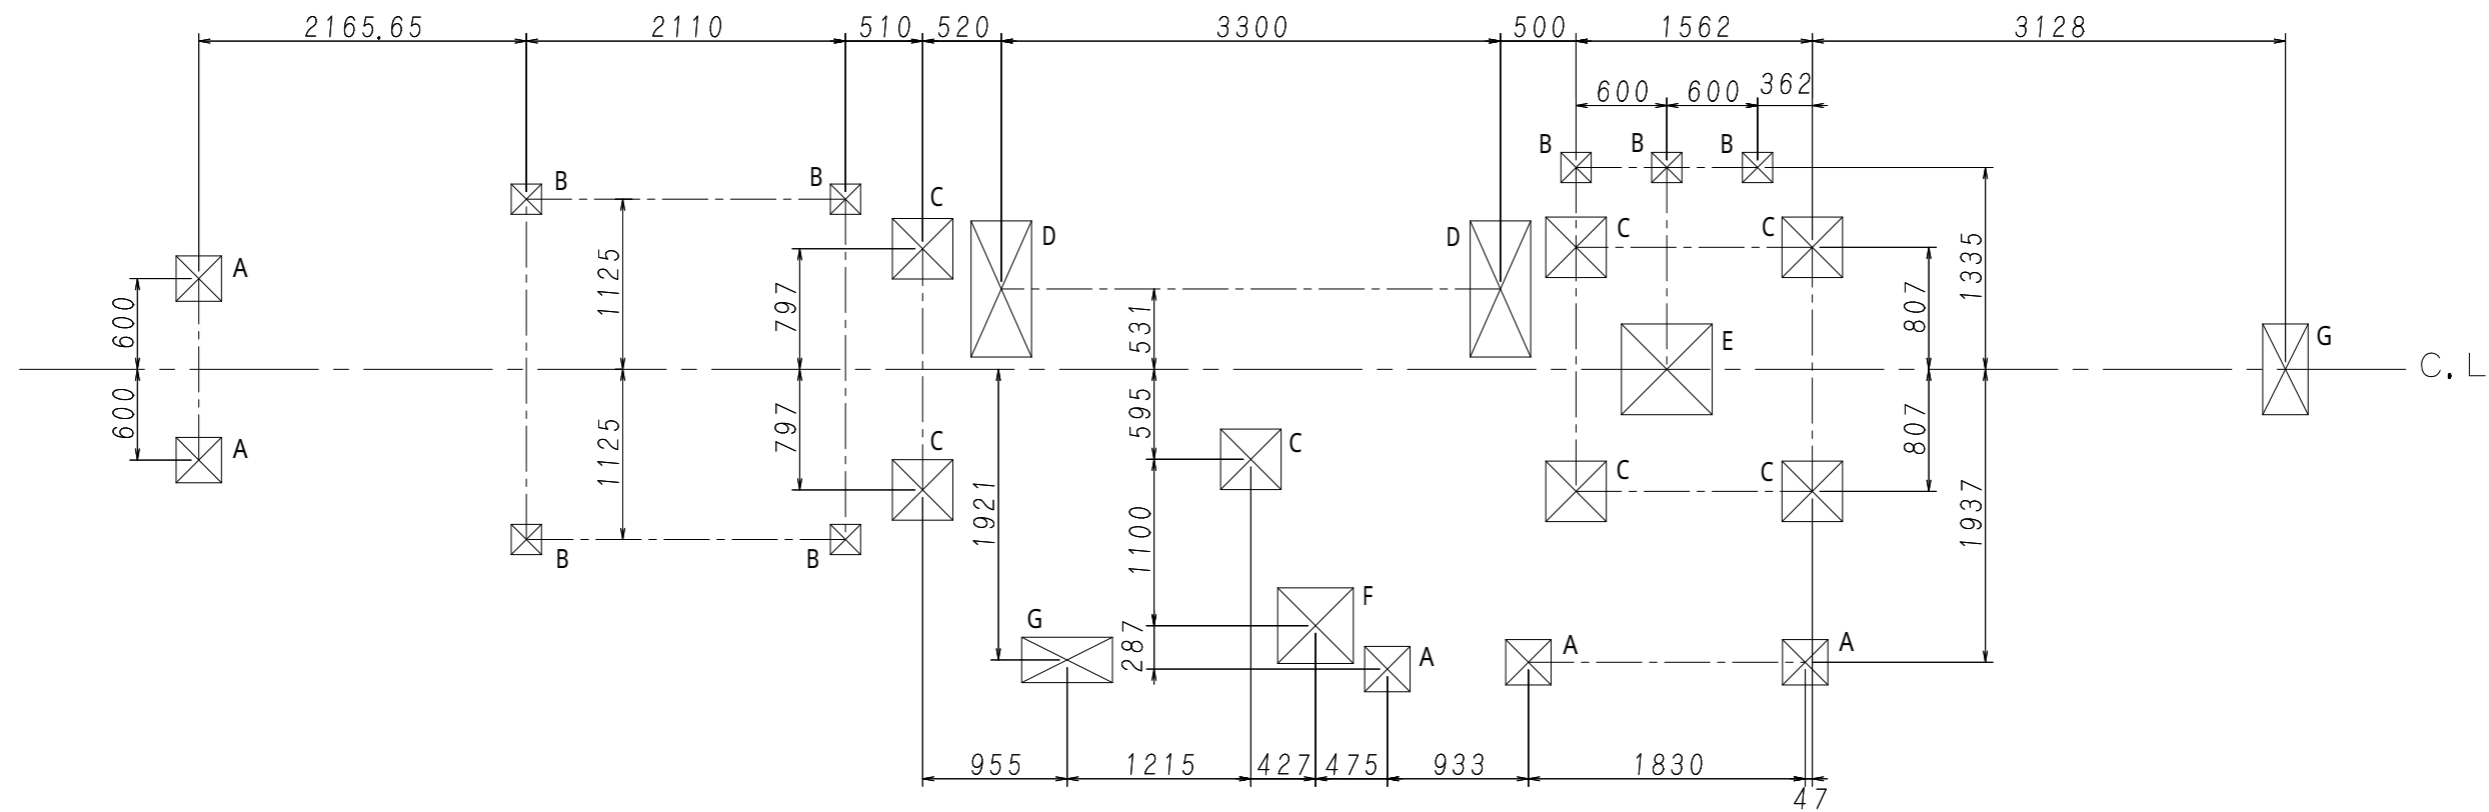 2165.65 2110 510 520 3300 500 1562 3128
600 600 362
B B B
B B C C C
D D
A
600 1125 797 531 807 1335
E G
C.L
600 1125 797 595 807 1937
A C C C C
1921 1100
B B
G F
287 A A A
955 1215 427 475 933 1830
47